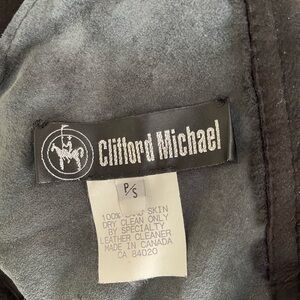 Clifford Michael
P/S
100% SKIN
DRY CLEAN ONLY
BY SPECIALTY
LEATHER CLEANER
MADE IN CANADA
CA 84020